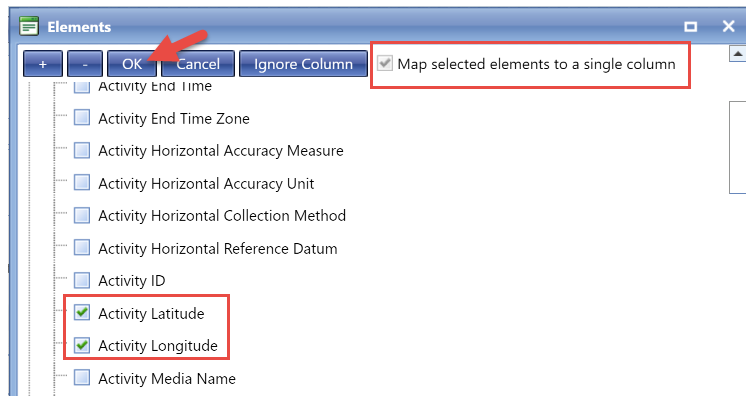 Elements
+ - OK Cancel Ignore Column Map selected elements to a single column
Activity End Time
Activity End Time Zone
Activity Horizontal Accuracy Measure
Activity Horizontal Accuracy Unit
Activity Horizontal Collection Method
Activity Horizontal Reference Datum
Activity ID
Activity Latitude
Activity Longitude
Activity Media Name